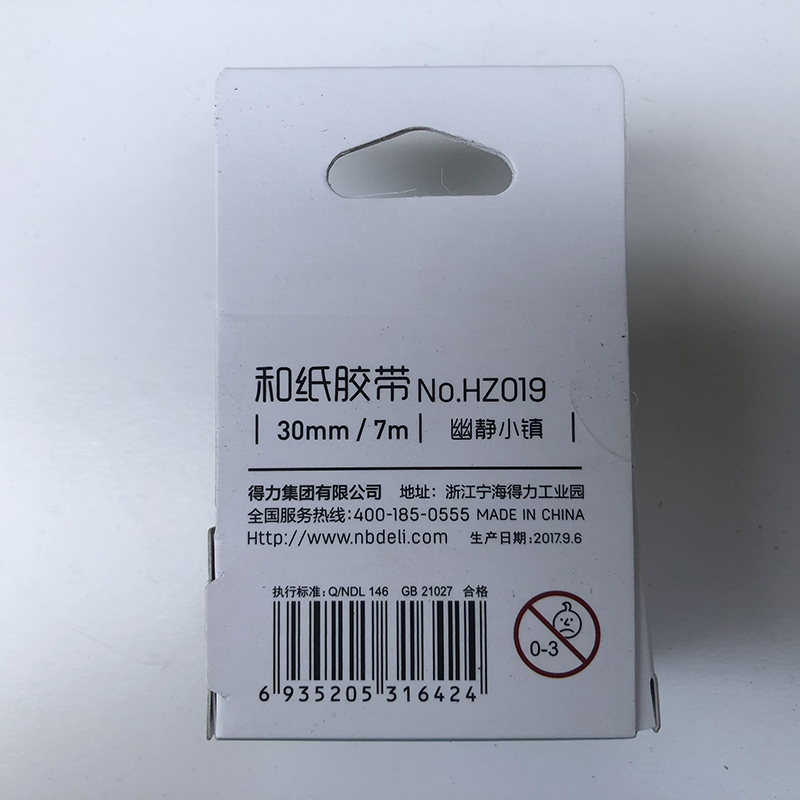 和纸胶带 No.HZ019
30mm / 7m 幽静小镇
得力集团有限公司 地址：浙江宁海得力工业园
全国服务热线：400-185-0555 MADE IN CHINA
Http://www.nbdeli.com 生产日期：2017.9.6
执行标准：Q/NDL 146 GB 21027 合格
0-3
6 935205 316424